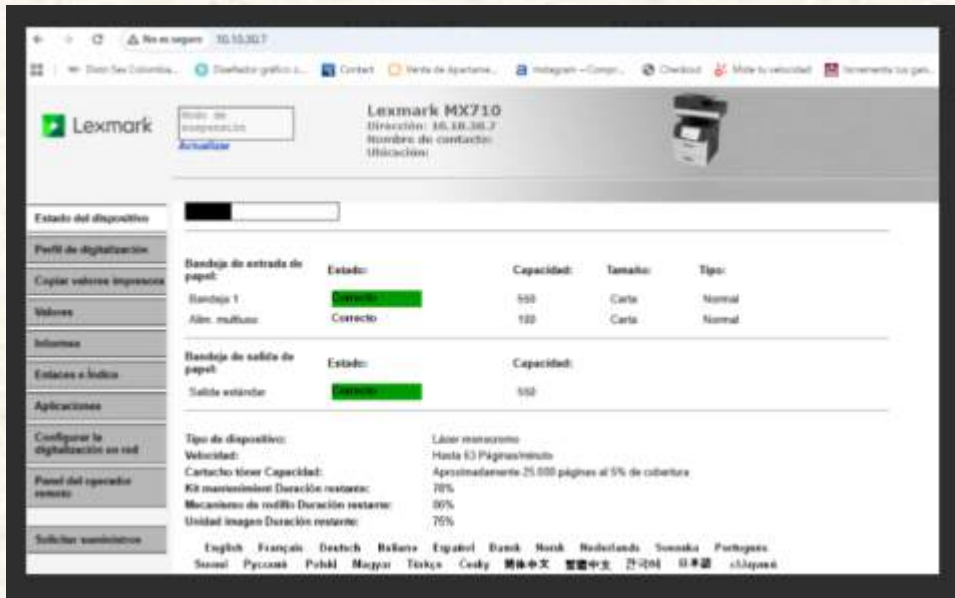 No es seguro 10.10.30.7
Lexmark
Modo de suspensión
Actualizar
Lexmark MX710
Dirección: 10.10.30.7
Nombre de contacto:
Ubicación:
Estado del dispositivo
Perfil de digitalización
Copiar valores impresora
Valores
Informes
Enlaces e índice
Aplicaciones
Configurar la
digitalización en red
Panel del operador
remoto
Solicitar suministros
Bandeja de entrada de
papel: Estado: Capacidad: Tamaño: Tipo:
Bandeja 1 Correcto 550 Carta Normal
Alim. multiuso Correcto 100 Carta Normal
Bandeja de salida de
papel: Estado: Capacidad:
Salida estándar Correcto 550
Tipo de dispositivo: Láser monocromo
Velocidad: Hasta 63 Páginas/minuto
Cartucho tóner Capacidad: Aproximadamente 25.000 páginas al 5% de cobertura
Kit mantenimient Duración restante: 78%
Mecanismo de rodillo Duración restante: 86%
Unidad imagen Duración restante: 75%
English Français Deutsch Italiano Español Dansk Norsk Nederlands Svenska Português
Suomi Русский Polski Magyar Türkçe Česky 简体中文 繁體中文 한국어 日本語